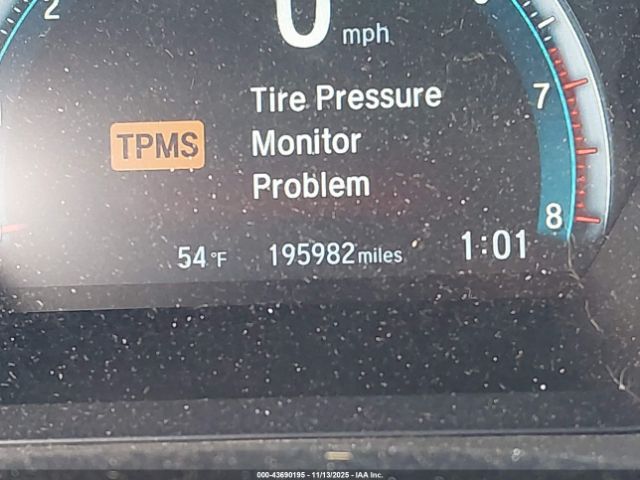 2
0 mph
7
8
Tire Pressure
TPMS Monitor
Problem
54°F 195982 miles 1:01
000-43690195 - 11/13/2025 - IAA Inc.